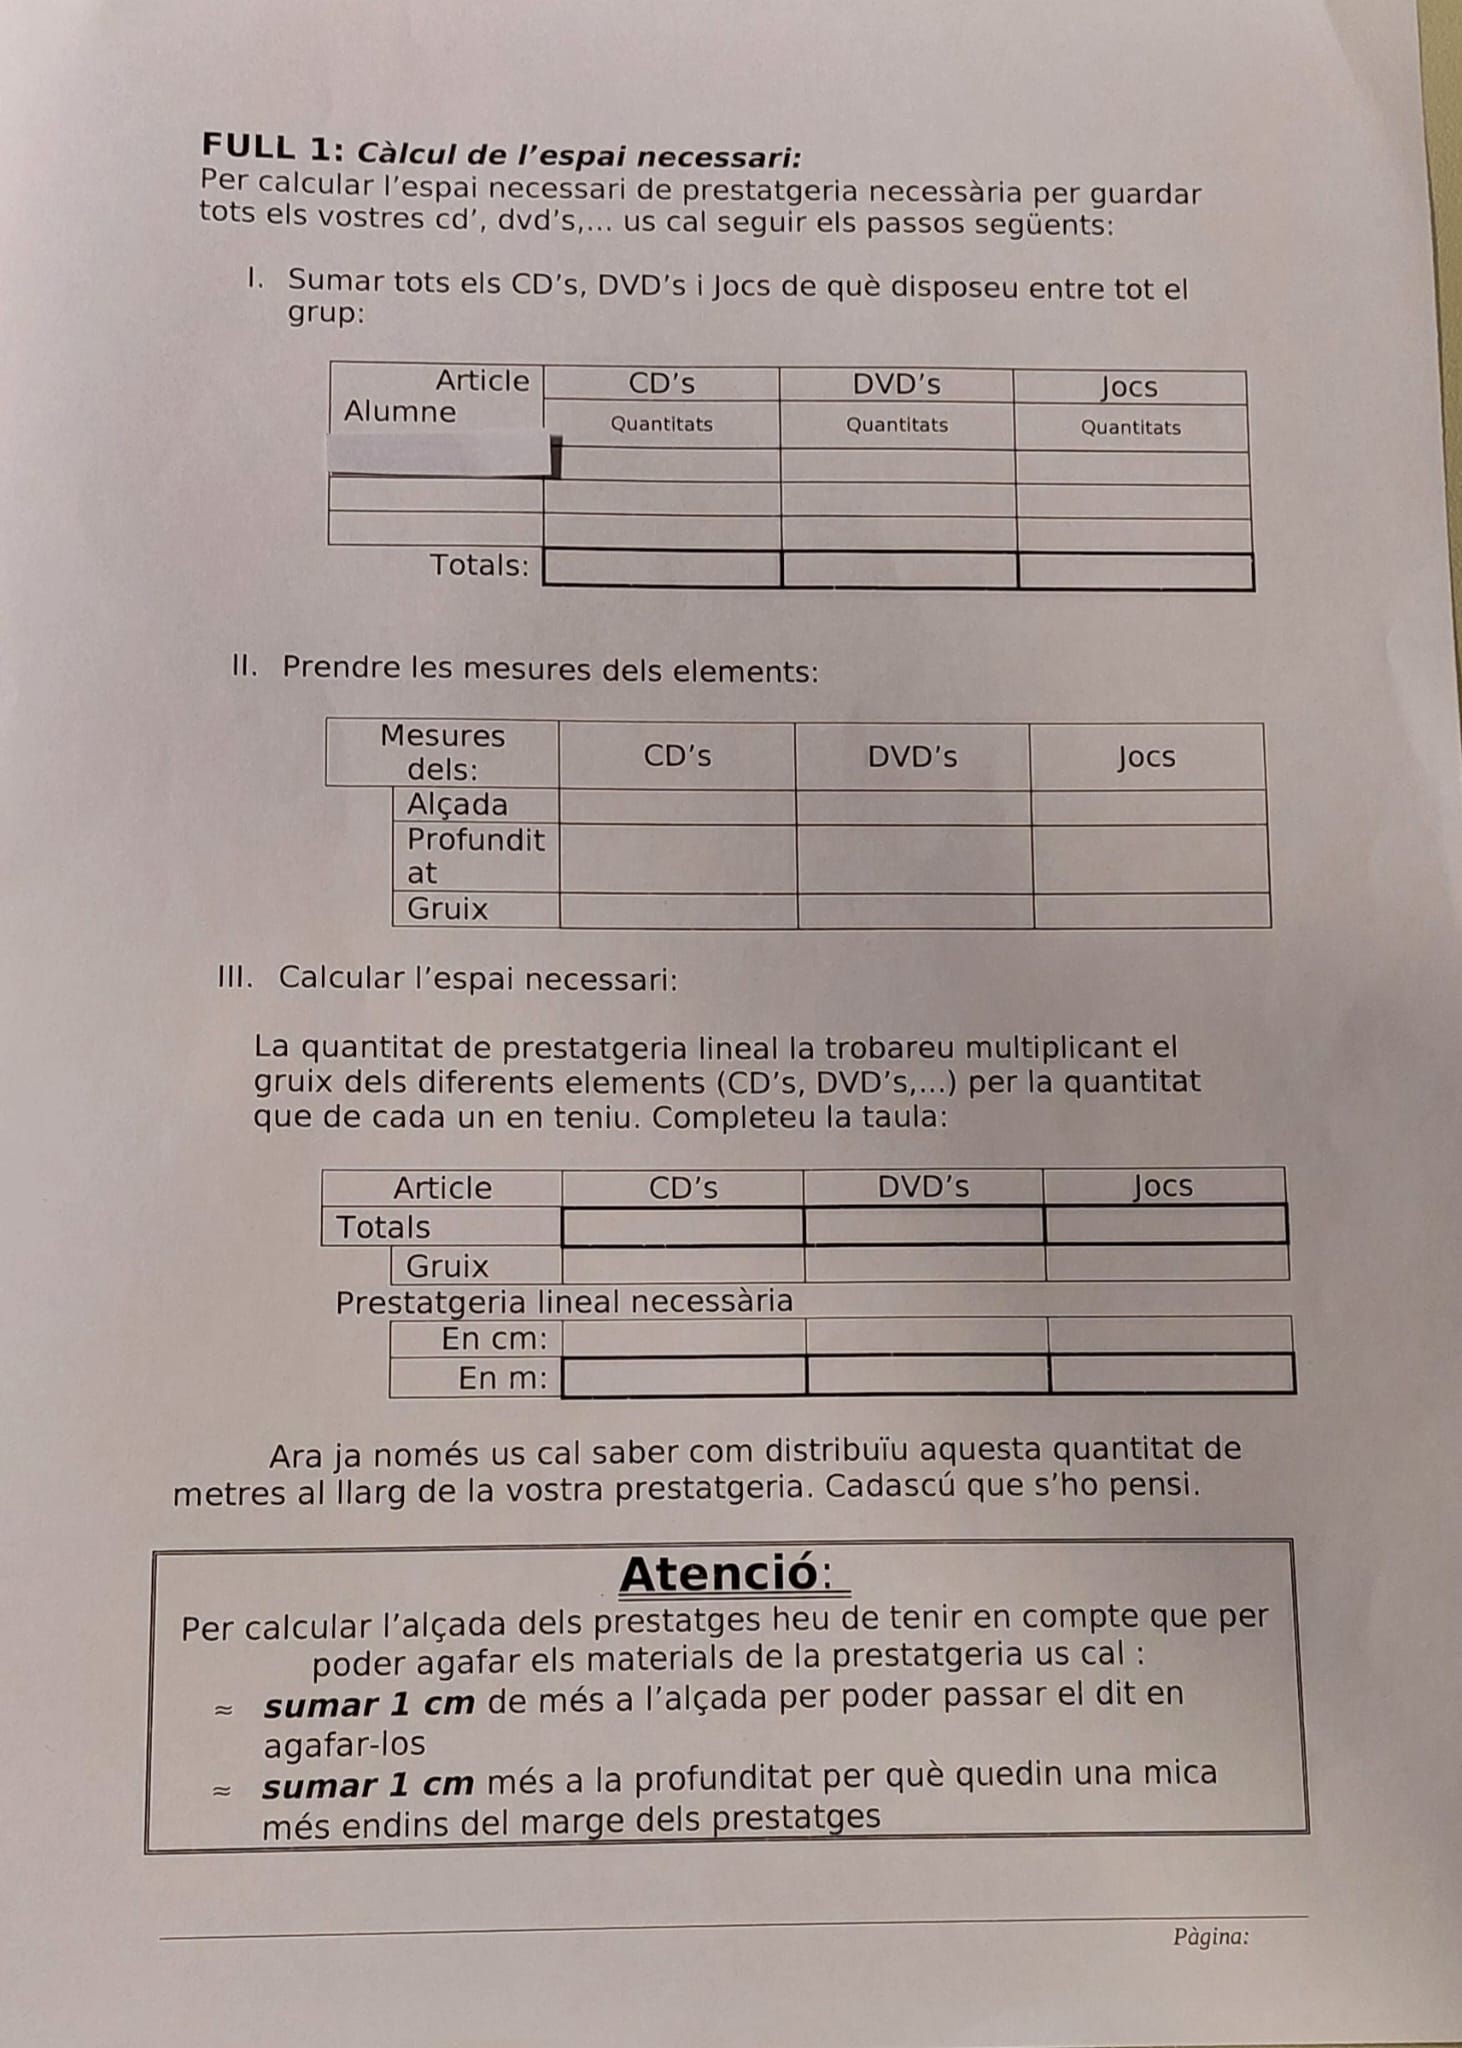 FULL 1: Càlcul de l'espai necessari:
Per calcular l'espai necessari de prestatgeria necessària per guardar
tots els vostres cd', dvd's,... us cal seguir els passos següents:
I. Sumar tots els CD's, DVD's i Jocs de què disposeu entre tot el
grup:
Article CD's DVD's Jocs
Alumne Quantitats Quantitats Quantitats
Totals:
II. Prendre les mesures dels elements:
Mesures
dels: CD's DVD's Jocs
Alçada
Profundit
at
Gruix
III. Calcular l'espai necessari:
La quantitat de prestatgeria lineal la trobareu multiplicant el
gruix dels diferents elements (CD's, DVD's,...) per la quantitat
que de cada un en teniu. Completeu la taula:
Article CD's DVD's Jocs
Totals
Gruix
Prestatgeria lineal necessària
En cm:
En m:
Ara ja només us cal saber com distribuïu aquesta quantitat de
metres al llarg de la vostra prestatgeria. Cadascú que s'ho pensi.
Atenció:
Per calcular l'alçada dels prestatges heu de tenir en compte que per
poder agafar els materials de la prestatgeria us cal :
≈ sumar 1 cm de més a l'alçada per poder passar el dit en
agafar-los
≈ sumar 1 cm més a la profunditat per què quedin una mica
més endins del marge dels prestatges
Pàgina: